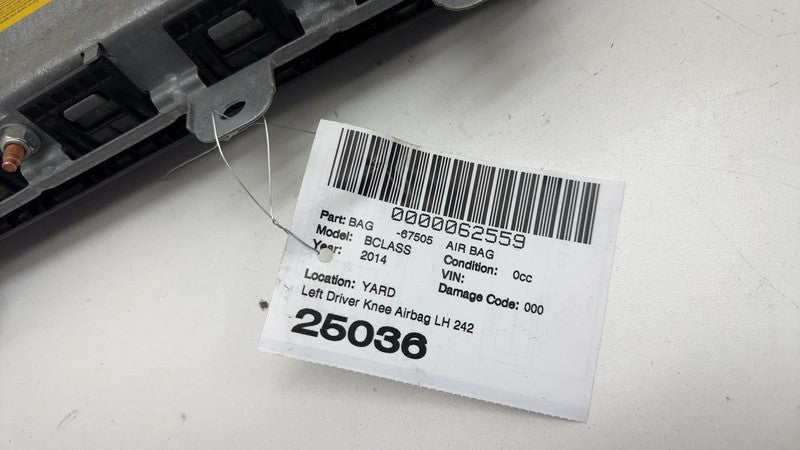 0000062559
Part: BAG -67505 AIR BAG
Model: BCLASS Condition: 0cc
Year: 2014 VIN:
Damage Code: 000
Location: YARD
Left Driver Knee Airbag LH 242
25036